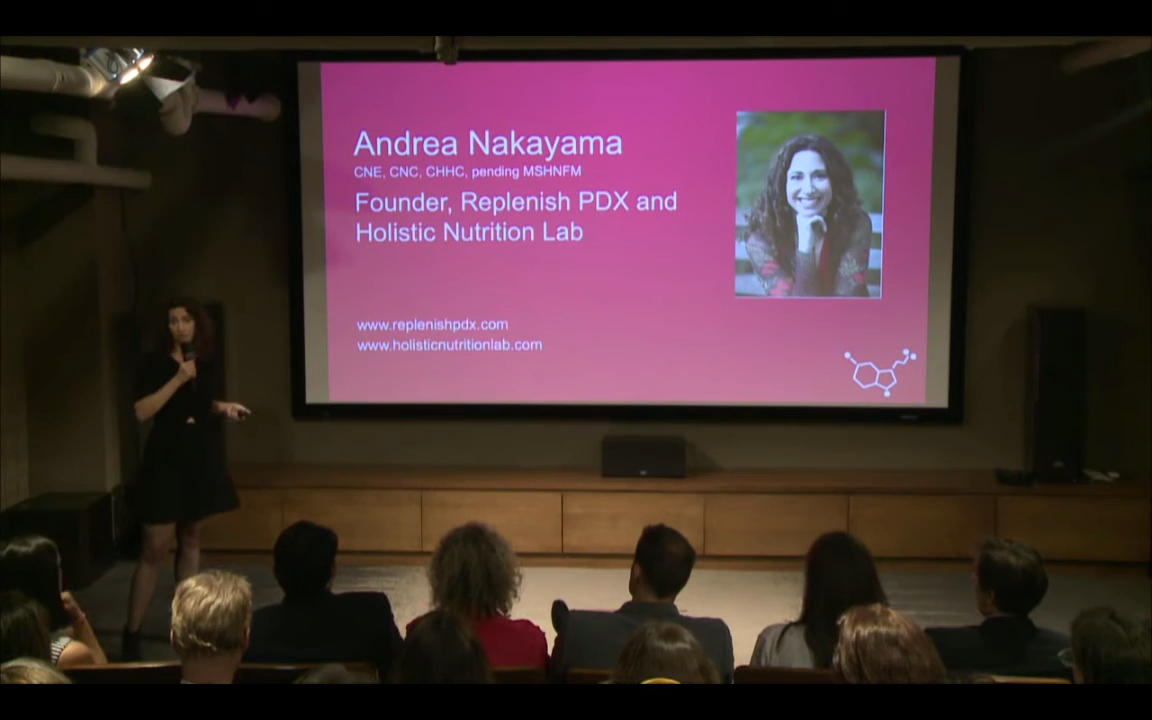 Andrea Nakayama
CNE, CNC, CHHC, pending MSHNFM
Founder, Replenish PDX and
Holistic Nutrition Lab
www.replenishpdx.com
www.holisticnutritionlab.com